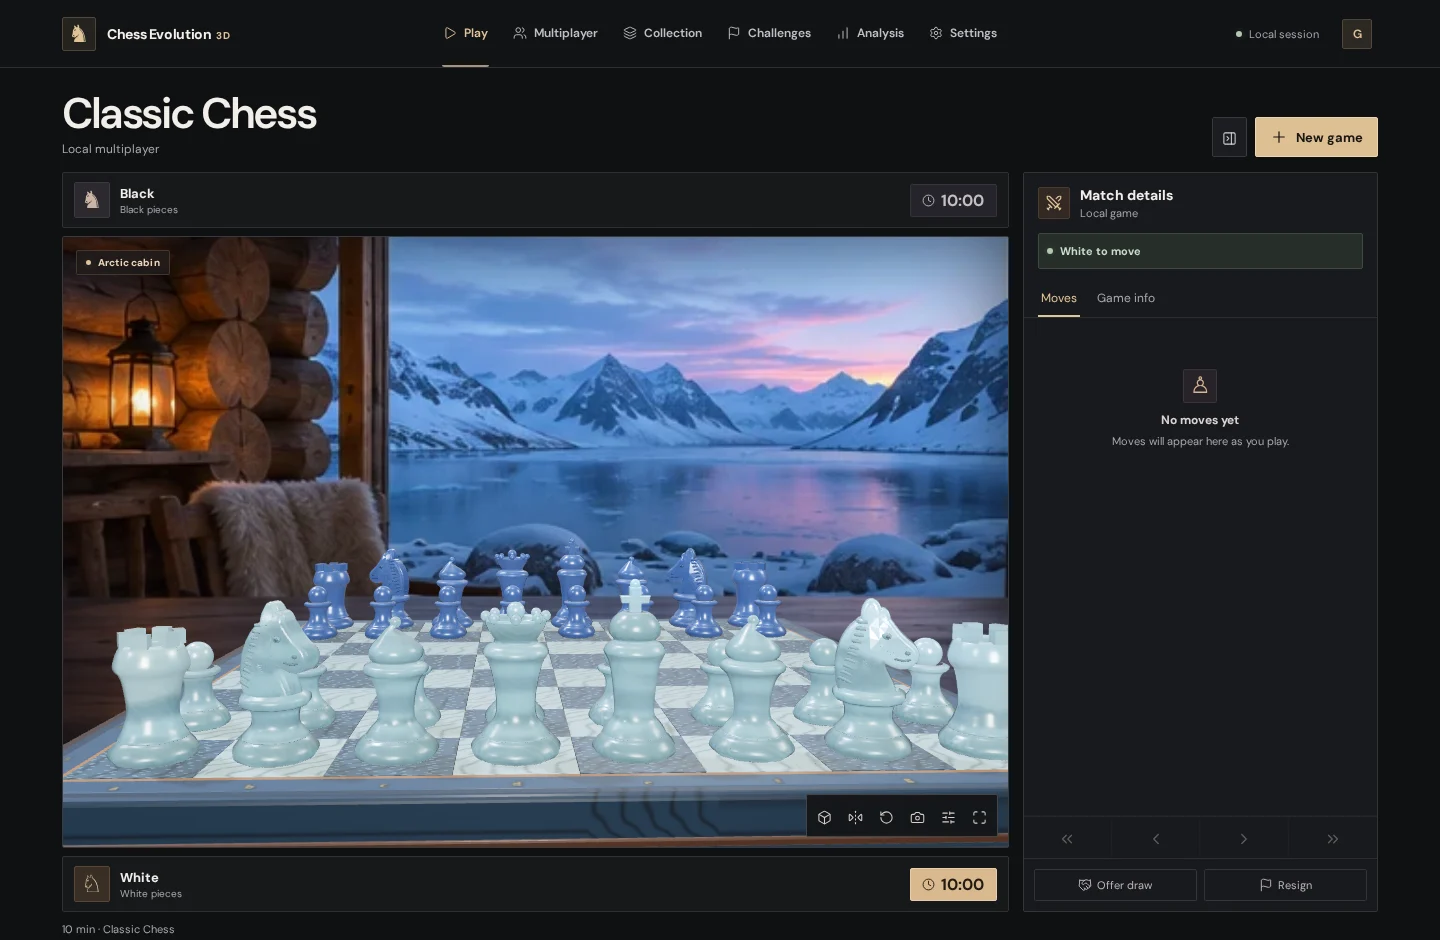 ChessEvolution 3D
Play
Multiplayer
Collection
Challenges
Analysis
Settings
Local session
G
Classic Chess
Local multiplayer
New game
Black
Black pieces
10:00
Arctic cabin
Match details
Local game
White to move
Moves
Game info
No moves yet
Moves will appear here as you play.
White
White pieces
10:00
Offer draw
Resign
10 min · Classic Chess